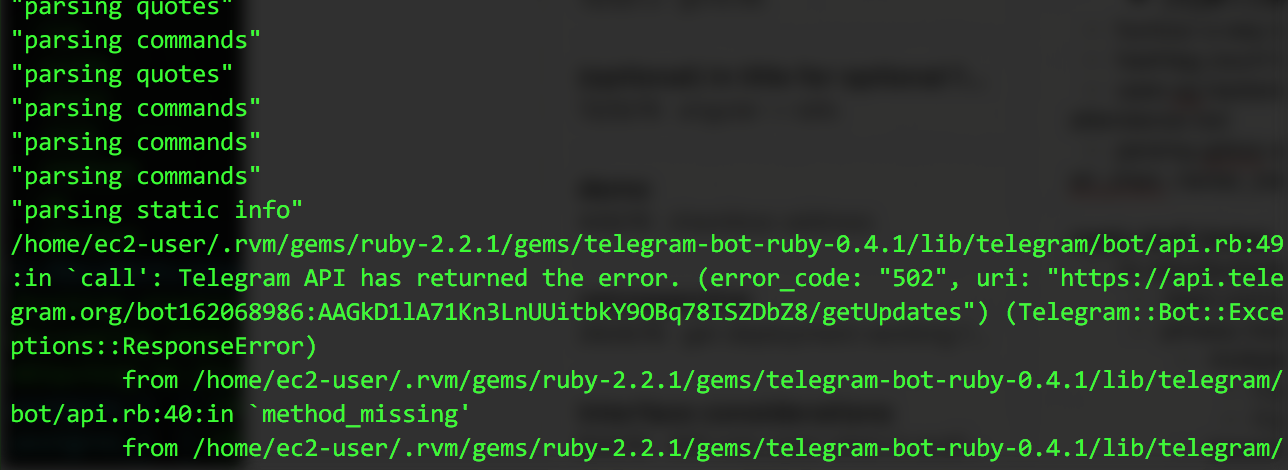 "parsing quotes"
"parsing commands"
"parsing quotes"
"parsing commands"
"parsing commands"
"parsing commands"
"parsing static info"
/home/ec2-user/.rvm/gems/ruby-2.2.1/gems/telegram-bot-ruby-0.4.1/lib/telegram/bot/api.rb:49
:in `call': Telegram API has returned the error. (error_code: "502", uri: "https://api.tele
gram.org/bot162068986:AAGkD1lA71Kn3LnUUitbkY9OBq78ISZDbZ8/getUpdates") (Telegram::Bot::Exce
ptions::ResponseError)
from /home/ec2-user/.rvm/gems/ruby-2.2.1/gems/telegram-bot-ruby-0.4.1/lib/telegram/
bot/api.rb:40:in `method_missing'
from /home/ec2-user/.rvm/gems/ruby-2.2.1/gems/telegram-bot-ruby-0.4.1/lib/telegram/